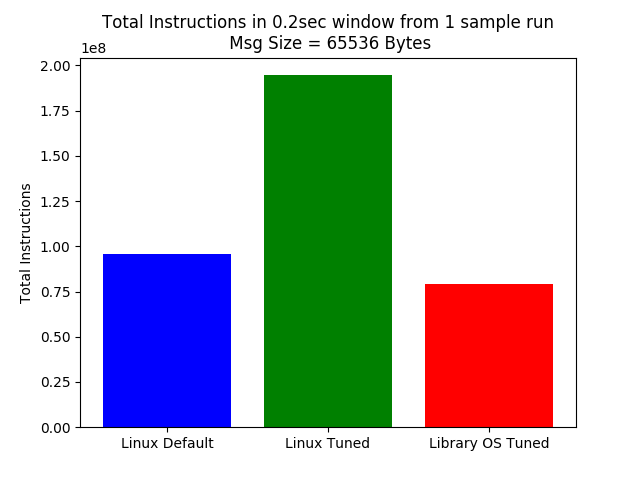 Total Instructions in 0.2sec window from 1 sample run
Msg Size = 65536 Bytes
1e8
2.00
1.75
1.50
1.25
1.00
0.75
0.50
0.25
0.00
Total Instructions
Linux Default
Linux Tuned
Library OS Tuned